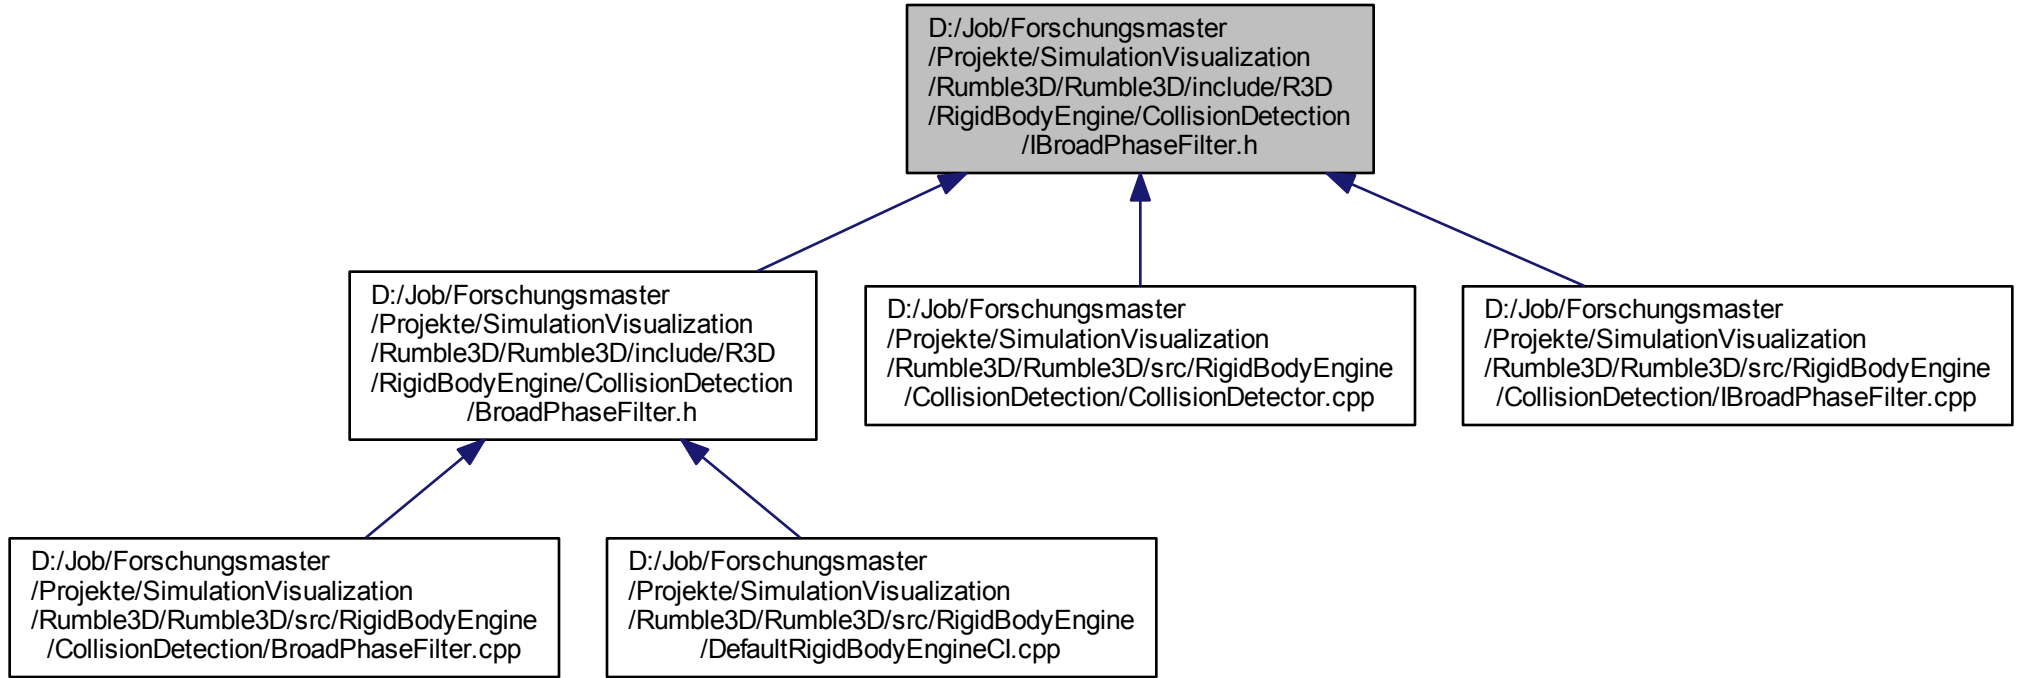 D:/Job/Forschungsmaster
/Projekte/SimulationVisualization
/Rumble3D/Rumble3D/include/R3D
/RigidBodyEngine/CollisionDetection
/IBroadPhaseFilter.h
D:/Job/Forschungsmaster
/Projekte/SimulationVisualization
/Rumble3D/Rumble3D/include/R3D
/RigidBodyEngine/CollisionDetection
/BroadPhaseFilter.h
D:/Job/Forschungsmaster
/Projekte/SimulationVisualization
/Rumble3D/Rumble3D/src/RigidBodyEngine
/CollisionDetection/CollisionDetector.cpp
D:/Job/Forschungsmaster
/Projekte/SimulationVisualization
/Rumble3D/Rumble3D/src/RigidBodyEngine
/CollisionDetection/IBroadPhaseFilter.cpp
D:/Job/Forschungsmaster
/Projekte/SimulationVisualization
/Rumble3D/Rumble3D/src/RigidBodyEngine
/CollisionDetection/BroadPhaseFilter.cpp
D:/Job/Forschungsmaster
/Projekte/SimulationVisualization
/Rumble3D/Rumble3D/src/RigidBodyEngine
/DefaultRigidBodyEngineCI.cpp